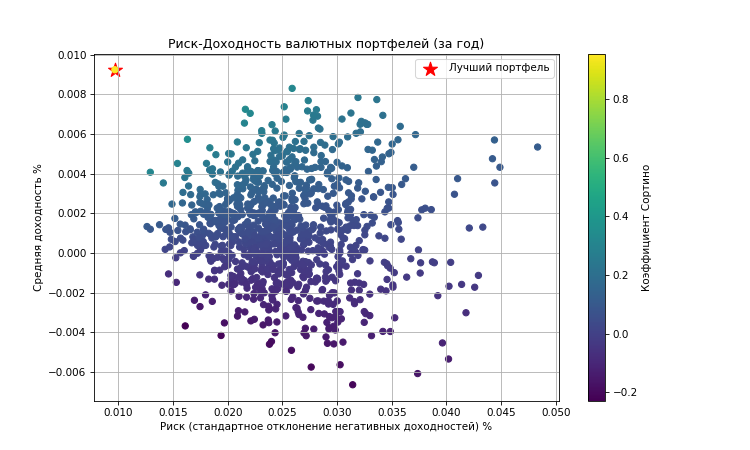 Риск-Доходность валютных портфелей (за год)
Лучший портфель
0.010
0.008
0.006
0.004
0.002
0.000
−0.002
−0.004
−0.006
Средняя доходность %
0.010 0.015 0.020 0.025 0.030 0.035 0.040 0.045 0.050
Риск (стандартное отклонение негативных доходностей) %
0.8
0.6
0.4
0.2
0.0
−0.2
Коэффициент Сортино